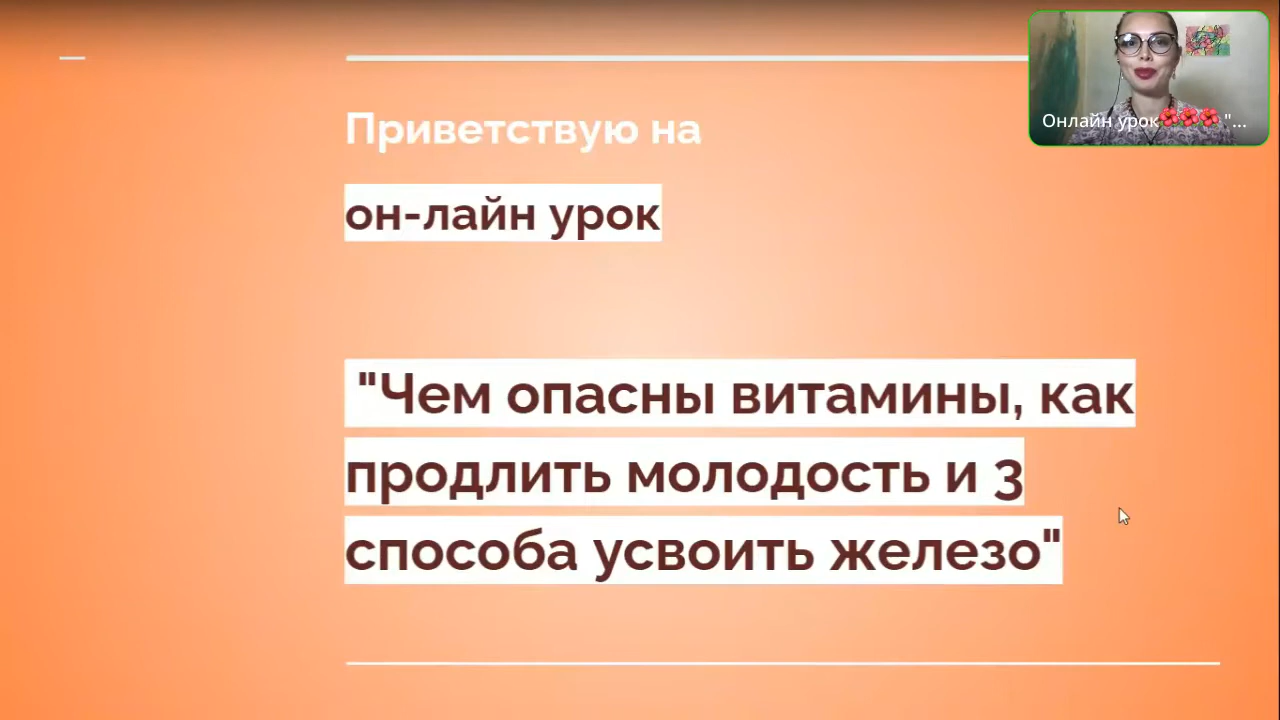 Приветствую на
он-лайн урок
"Чем опасны витамины, как
продлить молодость и 3
способа усвоить железо"
Онлайн урок🌺🌺🌺 "...